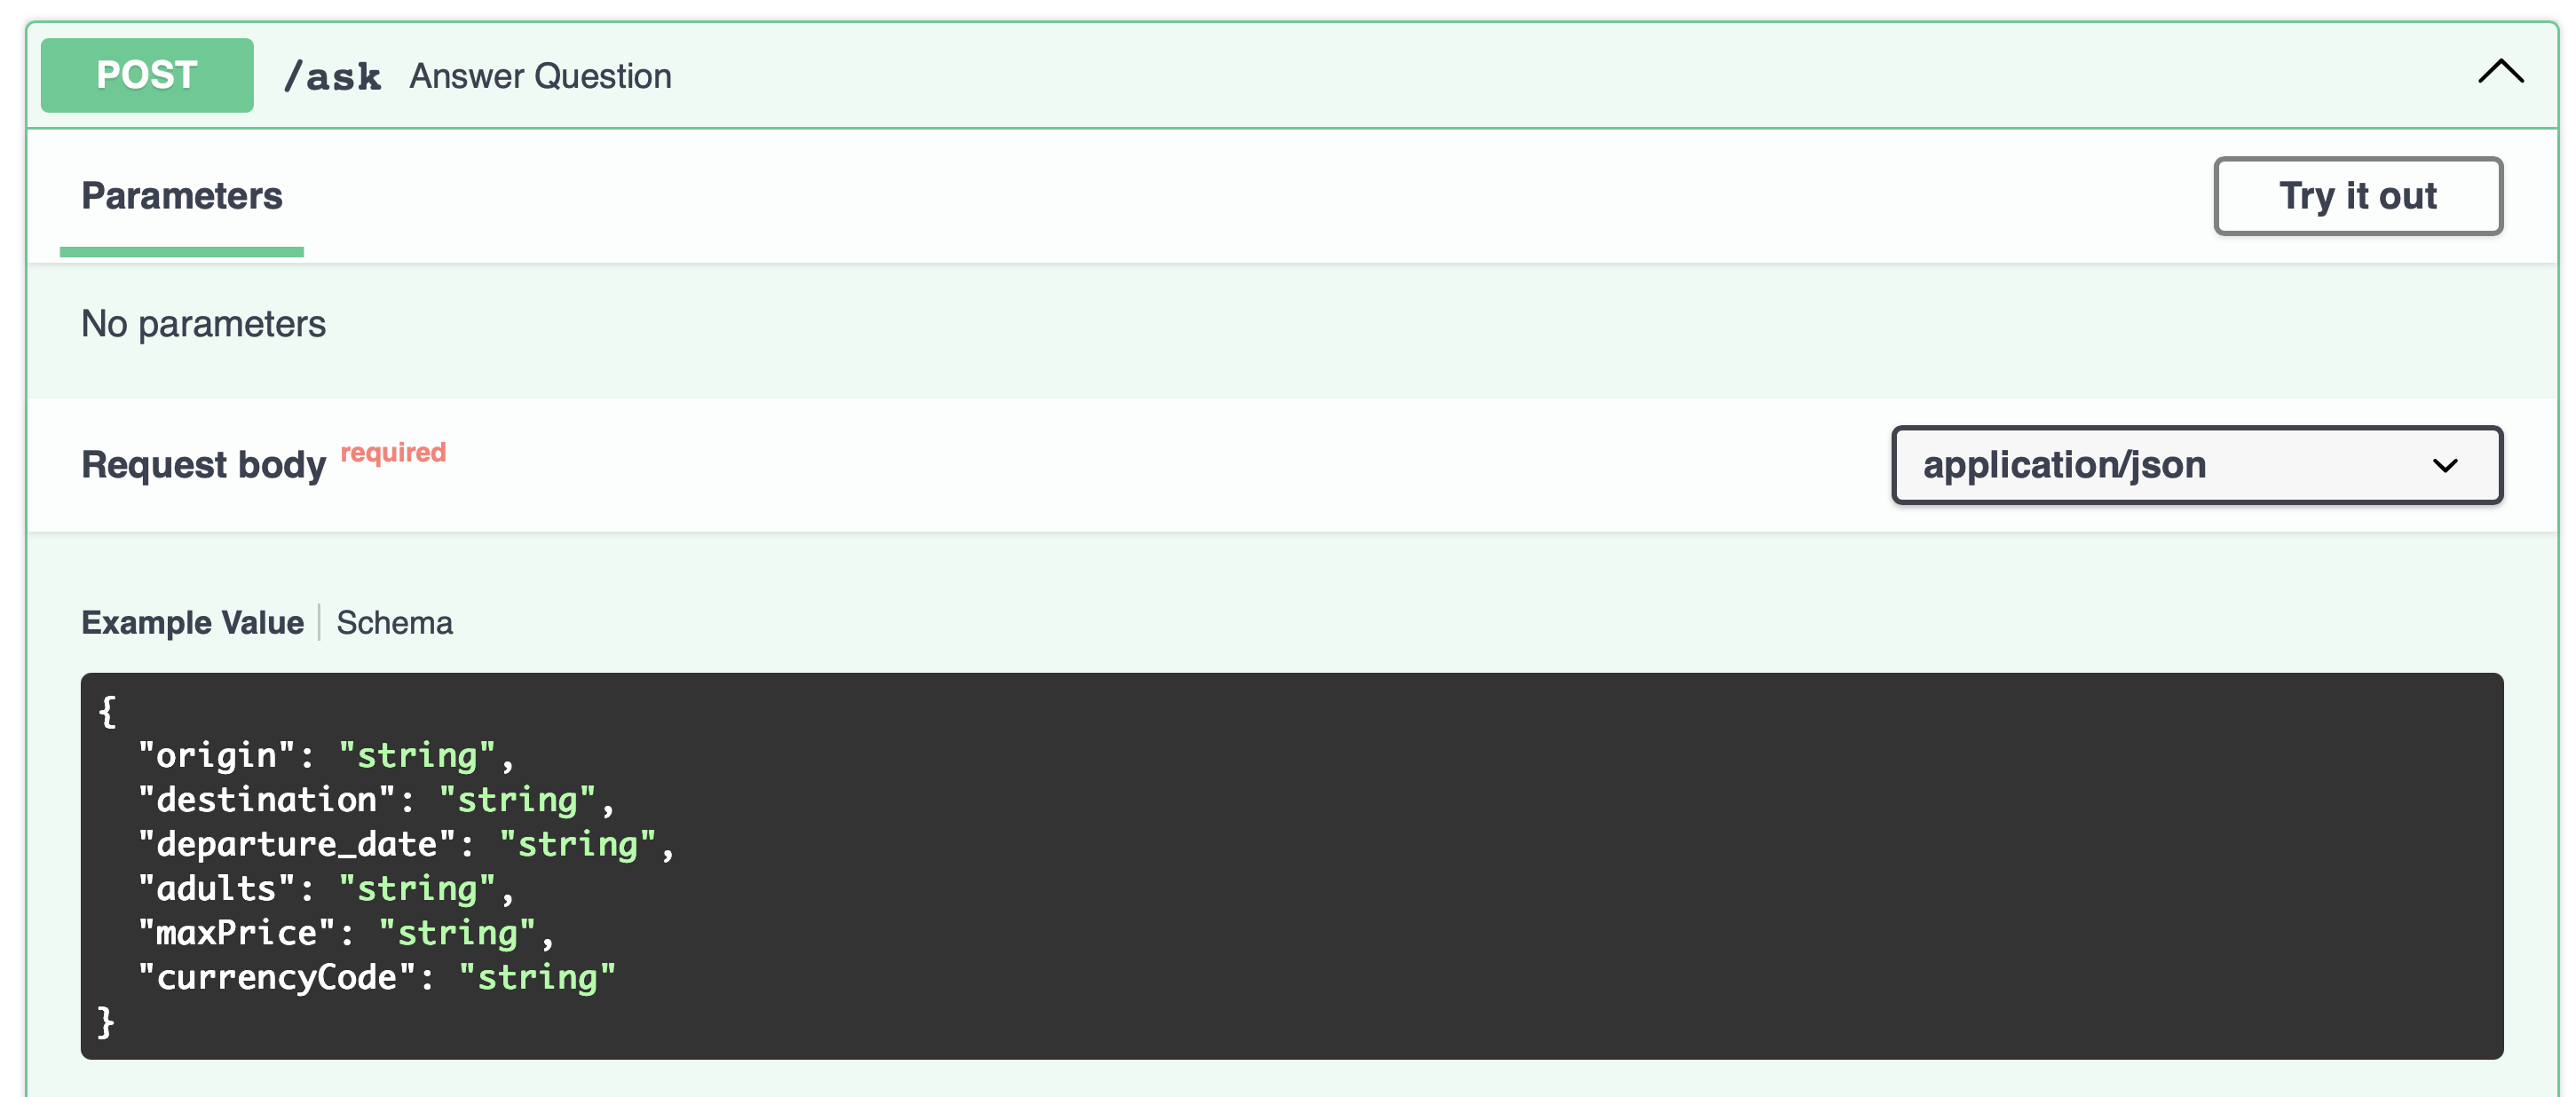 POST /ask Answer Question
Parameters
Try it out
No parameters
Request body required
application/json
Example Value | Schema
{
  "origin": "string",
  "destination": "string",
  "departure_date": "string",
  "adults": "string",
  "maxPrice": "string",
  "currencyCode": "string"
}